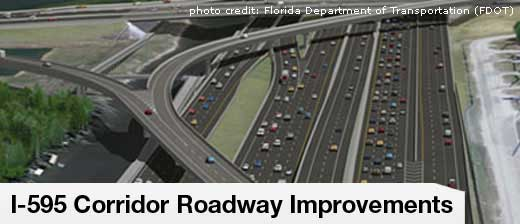 photo credit: Florida Department of Transportation (FDOT)
I-595 Corridor Roadway Improvements